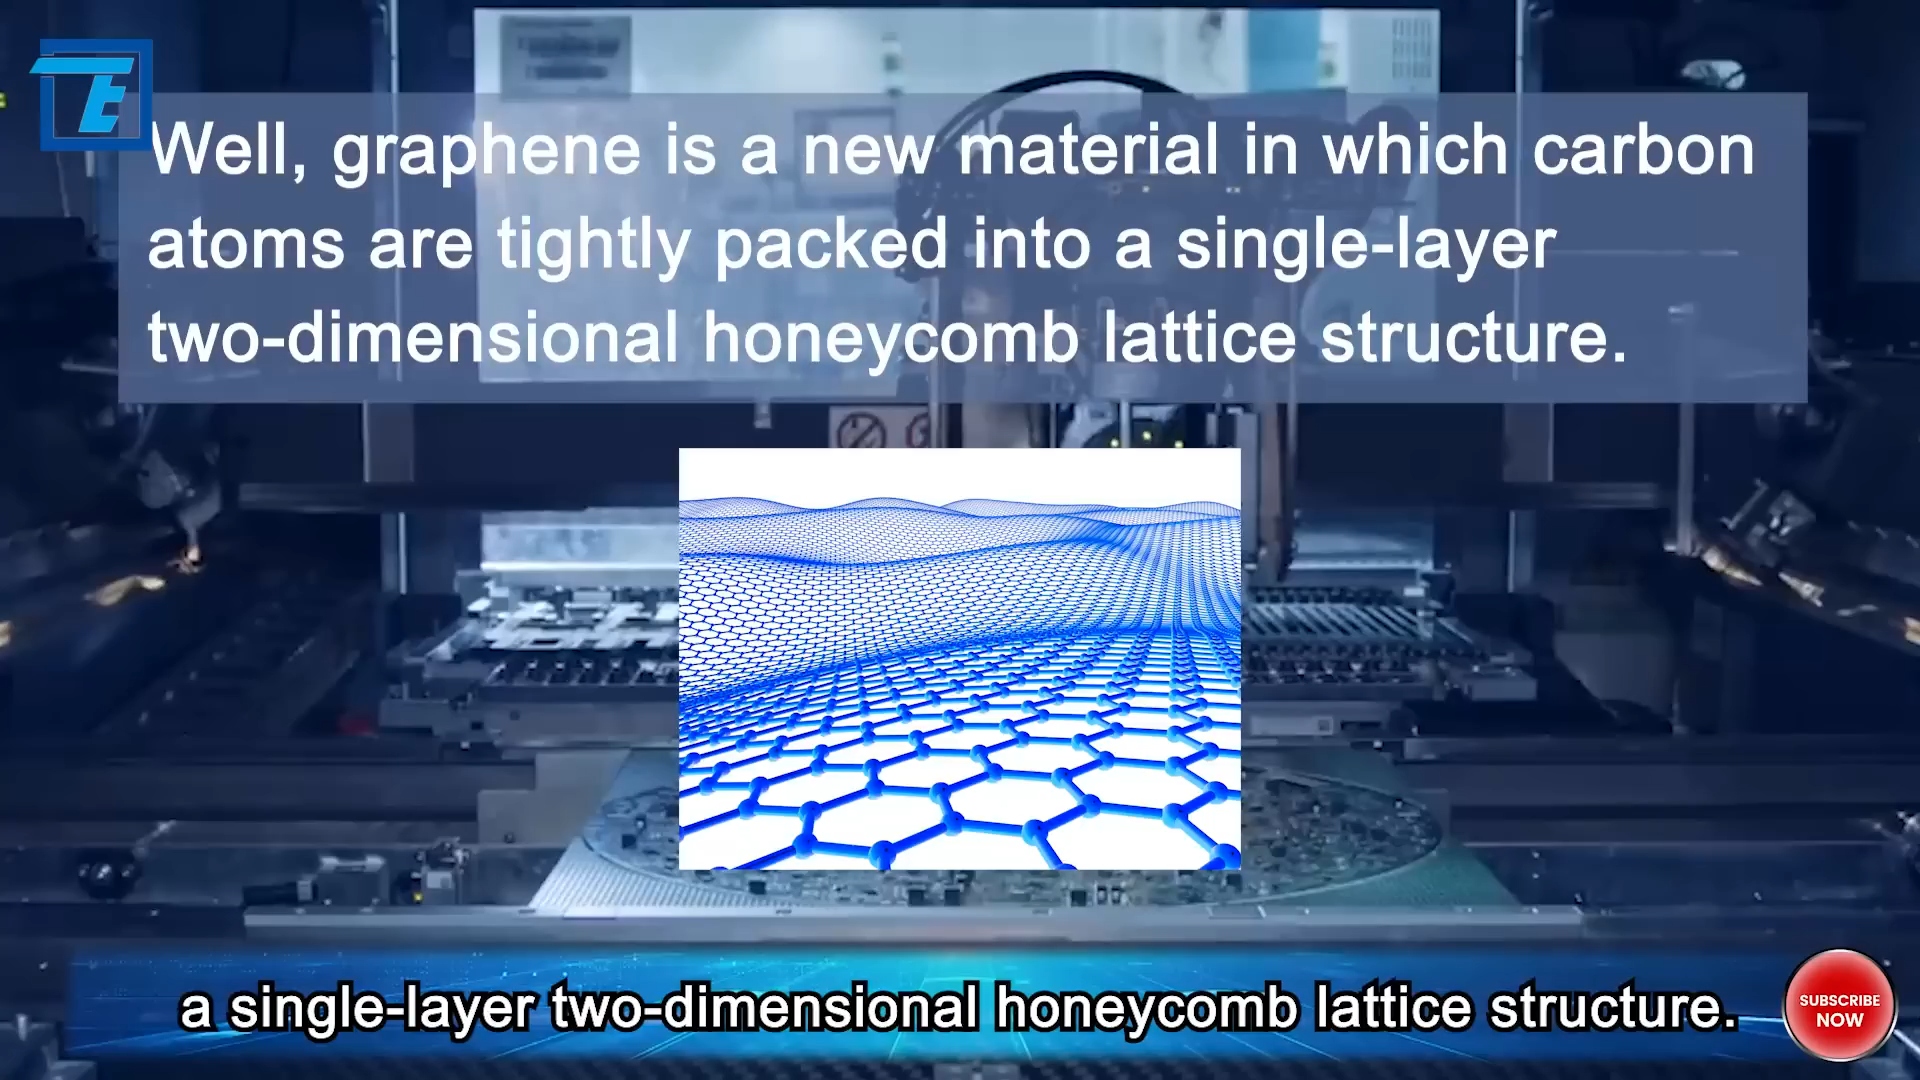 TE
Well, graphene is a new material in which carbon
atoms are tightly packed into a single-layer
two-dimensional honeycomb lattice structure.
a single-layer two-dimensional honeycomb lattice structure.
SUBSCRIBE
NOW